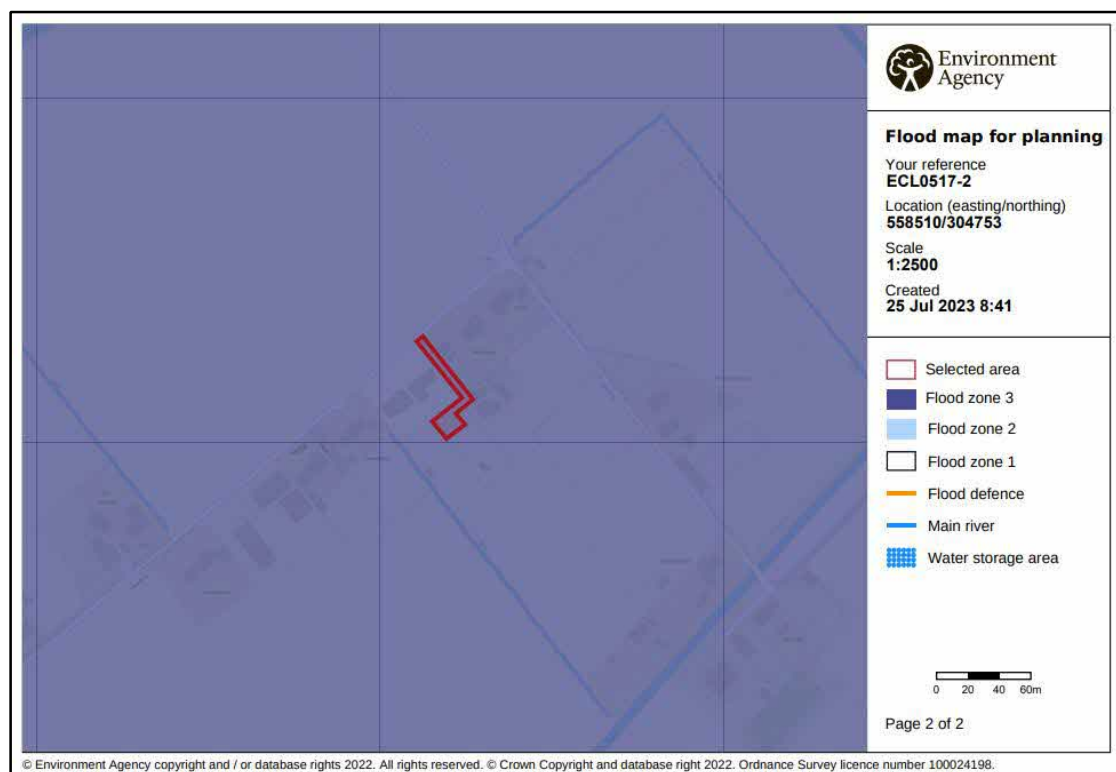 Environment
Agency
Flood map for planning
Your reference
ECL0517-2
Location (easting/northing)
558510/304753
Scale
1:2500
Created
25 Jul 2023 8:41
Selected area
Flood zone 3
Flood zone 2
Flood zone 1
Flood defence
Main river
Water storage area
0 20 40 60m
Page 2 of 2
© Environment Agency copyright and / or database rights 2022. All rights reserved. © Crown Copyright and database right 2022. Ordnance Survey licence number 100024198.